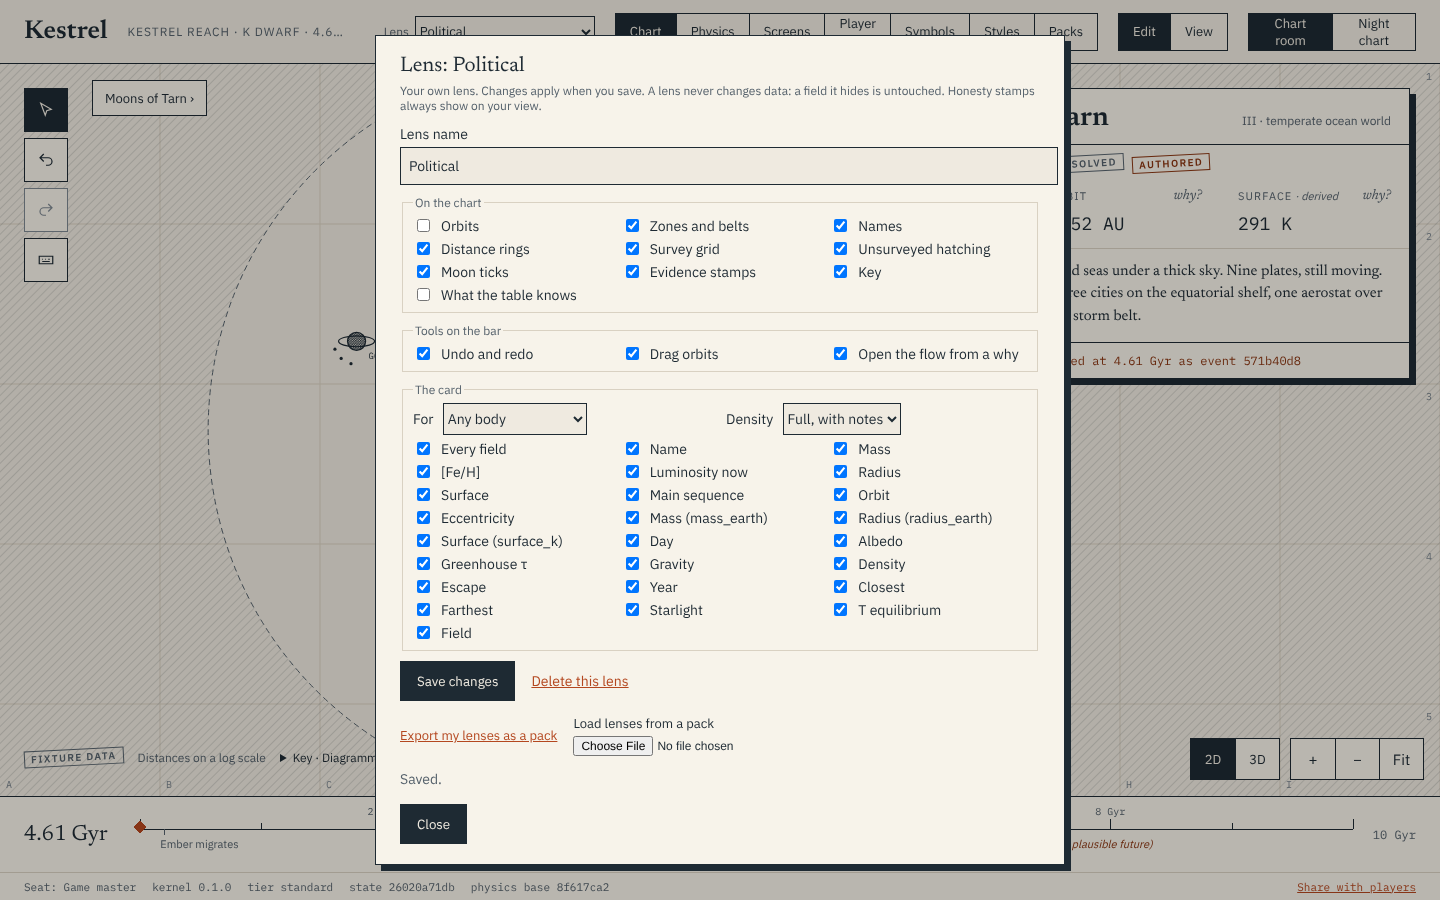 Kestrel
KESTREL REACH · K DWARF · 4.6…
Lens
Political
Chart
Physics
Screens
Player
Symbols
Styles
Packs
Edit
View
Chart room
Night chart
Moons of Tarn ›
Lens: Political
Your own lens. Changes apply when you save. A lens never changes data: a field it hides is untouched. Honesty stamps
always show on your view.
Lens name
Political
On the chart
Orbits
Zones and belts
Names
Distance rings
Survey grid
Unsurveyed hatching
Moon ticks
Evidence stamps
Key
What the table knows
Tools on the bar
Undo and redo
Drag orbits
Open the flow from a why
The card
For
Any body
Density
Full, with notes
Every field
Name
Mass
[Fe/H]
Luminosity now
Radius
Surface
Main sequence
Orbit
Eccentricity
Mass (mass_earth)
Radius (radius_earth)
Surface (surface_k)
Day
Albedo
Greenhouse τ
Gravity
Density
Escape
Year
Closest
Farthest
Starlight
T equilibrium
Field
Save changes
Delete this lens
Export my lenses as a pack
Load lenses from a pack
Choose File No file chosen
Saved.
Close
arn
III · temperate ocean world
SOLVED
AUTHORED
BIT
why?
SURFACE · derived
why?
52 AU
291 K
d seas under a thick sky. Nine plates, still moving.
ree cities on the equatorial shelf, one aerostat over
storm belt.
ed at 4.61 Gyr as event 571b40d8
1
2
3
4
5
FIXTURE DATA
Distances on a log scale
Key · Diagramm
A
B
C
H
I
2D
3D
+
−
Fit
4.61 Gyr
2
8 Gyr
10 Gyr
Ember migrates
plausible future)
Seat: Game master
kernel 0.1.0
tier standard
state 26020a71db
physics base 8f617ca2
Share with players